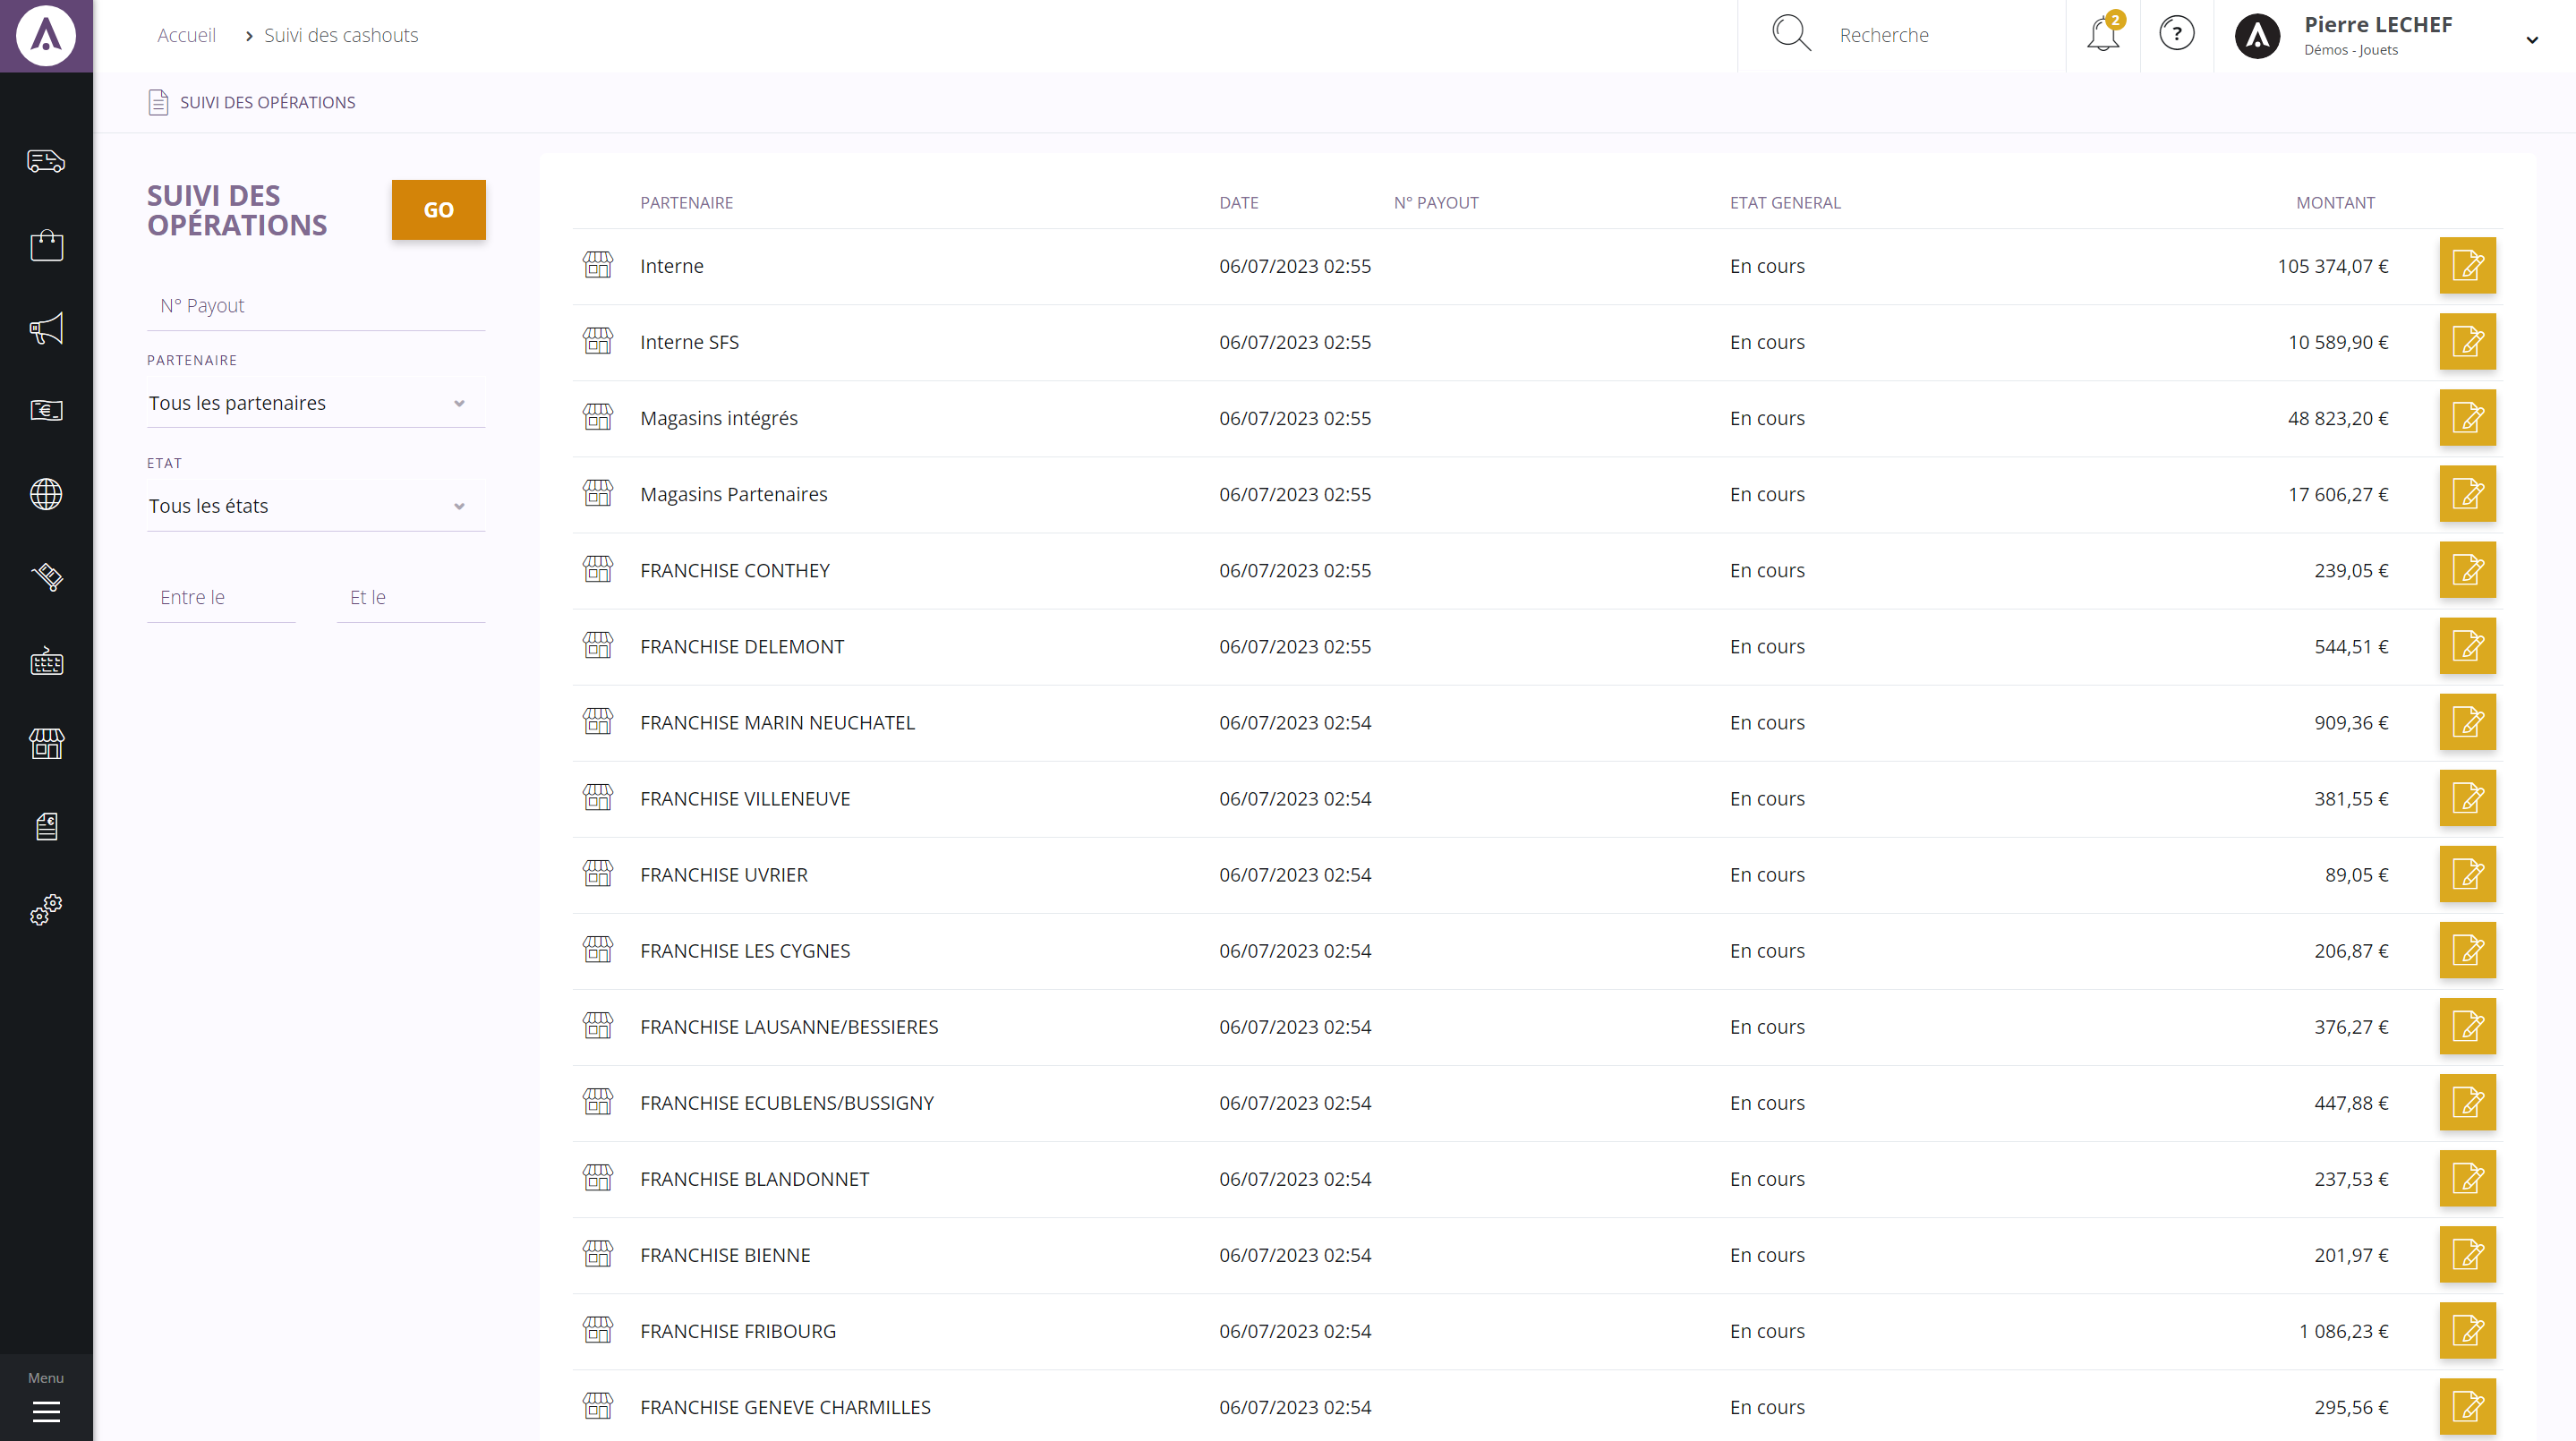 Accueil > Suivi des cashouts
Recherche
2
?
Pierre LECHEF
Démos - Jouets
SUIVI DES OPÉRATIONS
SUIVI DES
OPÉRATIONS
GO
N° Payout
PARTENAIRE
Tous les partenaires
ETAT
Tous les états
Entre le Et le
PARTENAIRE DATE N° PAYOUT ETAT GENERAL MONTANT
Interne 06/07/2023 02:55 En cours 105 374,07 €
Interne SFS 06/07/2023 02:55 En cours 10 589,90 €
Magasins intégrés 06/07/2023 02:55 En cours 48 823,20 €
Magasins Partenaires 06/07/2023 02:55 En cours 17 606,27 €
FRANCHISE CONTHEY 06/07/2023 02:55 En cours 239,05 €
FRANCHISE DELEMONT 06/07/2023 02:55 En cours 544,51 €
FRANCHISE MARIN NEUCHATEL 06/07/2023 02:54 En cours 909,36 €
FRANCHISE VILLENEUVE 06/07/2023 02:54 En cours 381,55 €
FRANCHISE UVRIER 06/07/2023 02:54 En cours 89,05 €
FRANCHISE LES CYGNES 06/07/2023 02:54 En cours 206,87 €
FRANCHISE LAUSANNE/BESSIERES 06/07/2023 02:54 En cours 376,27 €
FRANCHISE ECUBLENS/BUSSIGNY 06/07/2023 02:54 En cours 447,88 €
FRANCHISE BLANDONNET 06/07/2023 02:54 En cours 237,53 €
FRANCHISE BIENNE 06/07/2023 02:54 En cours 201,97 €
FRANCHISE FRIBOURG 06/07/2023 02:54 En cours 1 086,23 €
FRANCHISE GENEVE CHARMILLES 06/07/2023 02:54 En cours 295,56 €
Menu